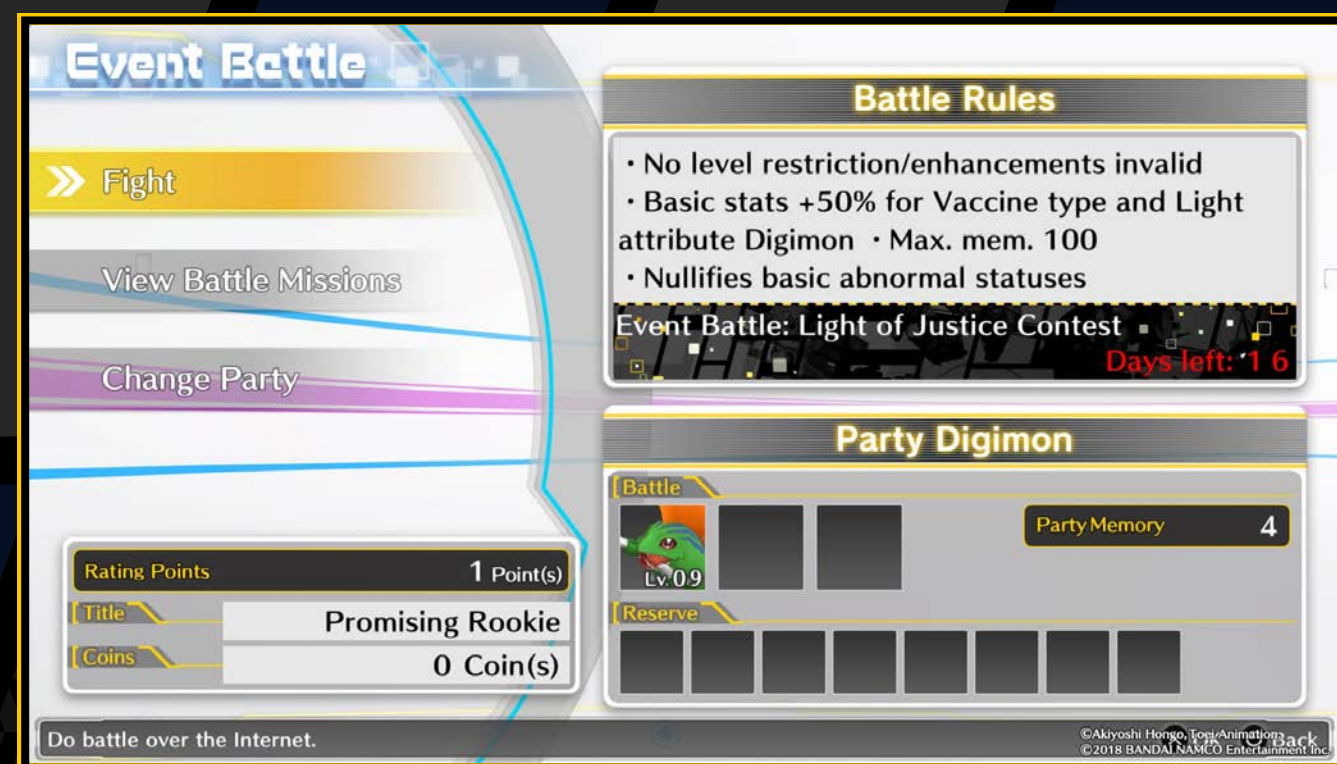 Event Battle
Fight
View Battle Missions
Change Party
Rating Points 1 Point(s)
Title Promising Rookie
Coins 0 Coin(s)
Battle Rules
・No level restriction/enhancements invalid
・Basic stats +50% for Vaccine type and Light
attribute Digimon ・Max. mem. 100
・Nullifies basic abnormal statuses
Event Battle: Light of Justice Contest
Days left: 16
Party Digimon
Battle
Party Memory 4
Lv.09
Reserve
Do battle over the Internet.
©Akiyoshi Hongo, Toei Animation
©2018 BANDAI NAMCO Entertainment Inc.
OK Back